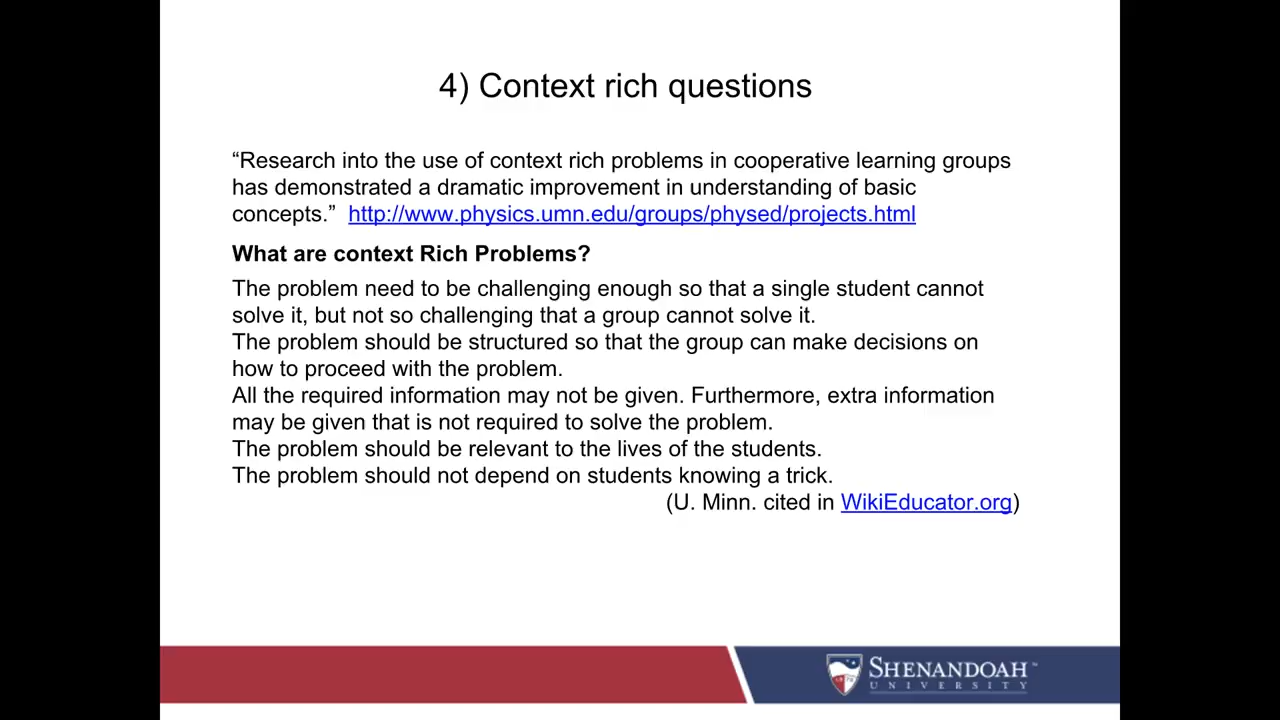 4) Context rich questions
“Research into the use of context rich problems in cooperative learning groups
has demonstrated a dramatic improvement in understanding of basic
concepts.” http://www.physics.umn.edu/groups/physed/projects.html
What are context Rich Problems?
The problem need to be challenging enough so that a single student cannot
solve it, but not so challenging that a group cannot solve it.
The problem should be structured so that the group can make decisions on
how to proceed with the problem.
All the required information may not be given. Furthermore, extra information
may be given that is not required to solve the problem.
The problem should be relevant to the lives of the students.
The problem should not depend on students knowing a trick.
(U. Minn. cited in WikiEducator.org)
SHENANDOAH
UNIVERSITY